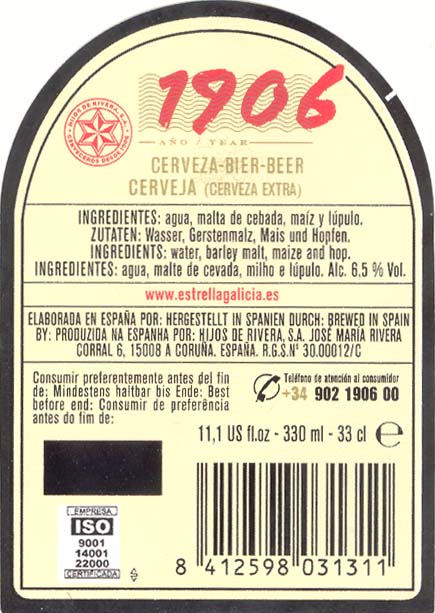 1906
HIJOS DE RIVERA, S.A. · CERVECEROS DESDE 1906
AÑO / YEAR
CERVEZA-BIER-BEER
CERVEJA (CERVEZA EXTRA)
INGREDIENTES: agua, malta de cebada, maíz y lúpulo.
ZUTATEN: Wasser, Gerstenmalz, Mais und Hopfen.
INGREDIENTS: water, barley malt, maize and hop.
INGREDIENTES: agua, malte de cevada, milho e lúpulo. Alc. 6.5 % Vol.
www.estrellagalicia.es
ELABORADA EN ESPAÑA POR: HERGESTELLT IN SPANIEN DURCH: BREWED IN SPAIN
BY: PRODUZIDA NA ESPANHA POR: HIJOS DE RIVERA, S.A. JOSÉ MARÍA RIVERA
CORRAL 6, 15008 A CORUÑA. ESPAÑA. R.G.S.Nº 30.00012/C
Consumir preferentemente antes del fin
de: Mindestens haltbar bis Ende: Best
before end: Consumir de preferência
antes do fim de:
Teléfono de atención al consumidor
+34 902 1906 00
11,1 US fl.oz - 330 ml - 33 cl e
EMPRESA
ISO
9001
14001
22000
CERTIFICADA
8 412598 031311